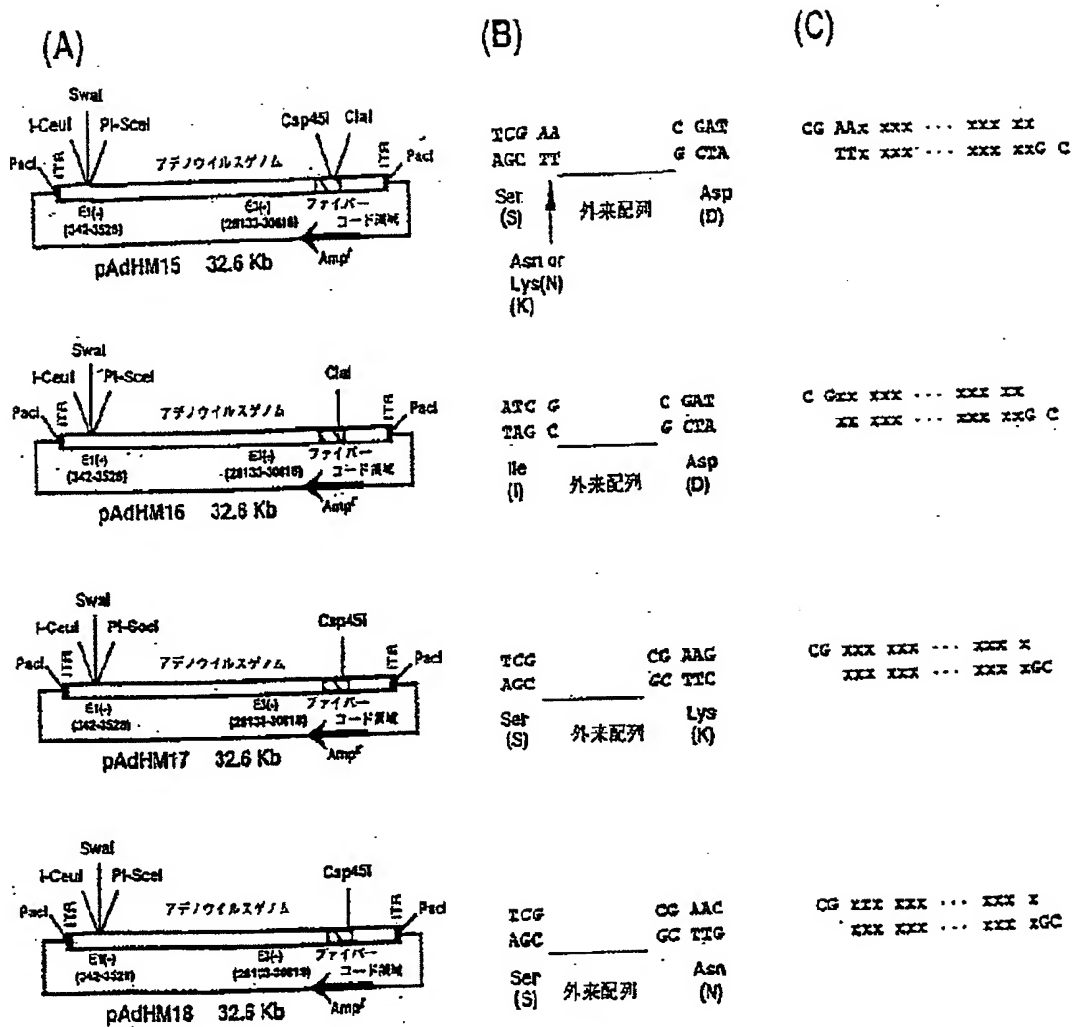 (A)
(B)
(C)
SwaI
I-CeuI
PI-SceI
Csp45I
ClaI
PacI
ITR
アデノウイルスゲノム
ITR
PacI
E1(-)
(342-3528)
E3(-)
(28133-30818)
ファイバー
コード領域
Ampʳ
pAdHM15 32.6 Kb
TCG AA
AGC TT
C GAT
G CTA
Ser
(S)
外来配列
Asp
(D)
Asn or
Lys(N)
(K)
CG AAx xxx ··· xxx xx
TTx xxx ··· xxx xxG C
SwaI
I-CeuI
PI-SceI
ClaI
PacI
ITR
アデノウイルスゲノム
ITR
PacI
E1(-)
(342-3528)
E3(-)
(28133-30818)
ファイバー
コード領域
Ampʳ
pAdHM16 32.6 Kb
ATC G
TAG C
C GAT
G CTA
Ile
(I)
外来配列
Asp
(D)
C Gxx xxx ··· xxx xx
xx xxx ··· xxx xxG C
SwaI
I-CeuI
PI-SceI
Csp45I
PacI
ITR
アデノウイルスゲノム
ITR
PacI
E1(-)
(342-3528)
E3(-)
(28133-30818)
ファイバー
コード領域
Ampʳ
pAdHM17 32.6 Kb
TCG
AGC
CG AAG
GC TTC
Ser
(S)
外来配列
Lys
(K)
CG xxx xxx ··· xxx x
xxx xxx ··· xxx xGC
SwaI
I-CeuI
PI-SceI
Csp45I
PacI
ITR
アデノウイルスゲノム
ITR
PacI
E1(-)
(342-3528)
E3(-)
(28133-30818)
ファイバー
コード領域
Ampʳ
pAdHM18 32.6 Kb
TCG
AGC
CG AAC
GC TTG
Ser
(S)
外来配列
Asn
(N)
CG xxx xxx ··· xxx x
xxx xxx ··· xxx xGC